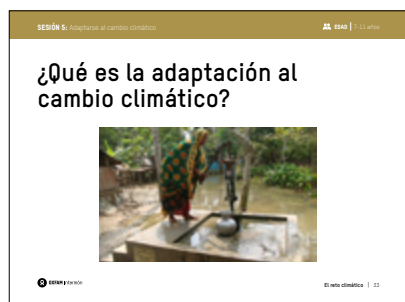 SESIÓN 5: Adaptarse al cambio climático
EDAD | 7-11 años
¿Qué es la adaptación al
cambio climático?
OXFAM Intermón
El reto climático | 22